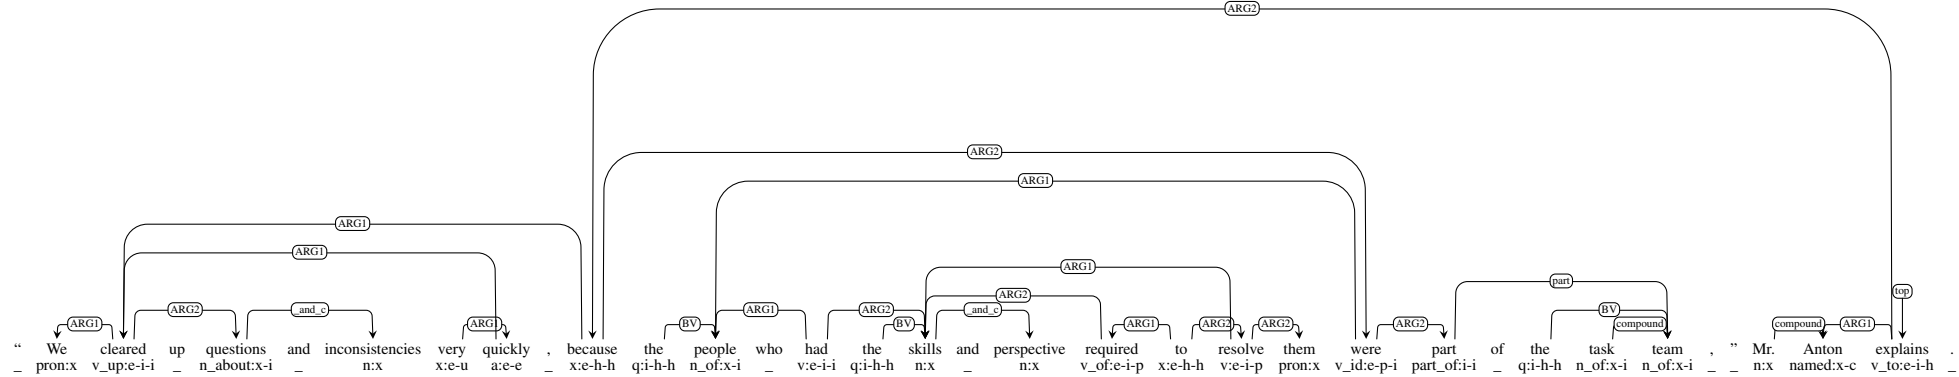 ARG2
ARG2
ARG1
ARG1
ARG1
ARG1
part
top
ARG2
ARG1 ARG2 _and_c ARG1 BV ARG1 ARG2 BV _and_c ARG1 ARG2 ARG2 ARG2 BV compound compound ARG1
“ We cleared up questions and inconsistencies very quickly , because the people who had the skills and perspective required to resolve them were part of the task team , ” Mr. Anton explains .
_ pron:x v_up:e-i-i _ n_about:x-i _ n:x x:e-u a:e-e _ x:e-h-h q:i-h-h n_of:x-i _ v:e-i-i q:i-h-h n:x _ n:x v_of:e-i-p x:e-h-h v:e-i-p pron:x v_id:e-p-i part_of:i-i _ q:i-h-h n_of:x-i n_of:x-i _ _ n:x named:x-c v_to:e-i-h _